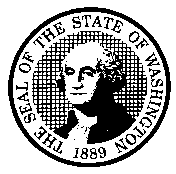 THE SEAL OF THE STATE OF WASHINGTON
1889